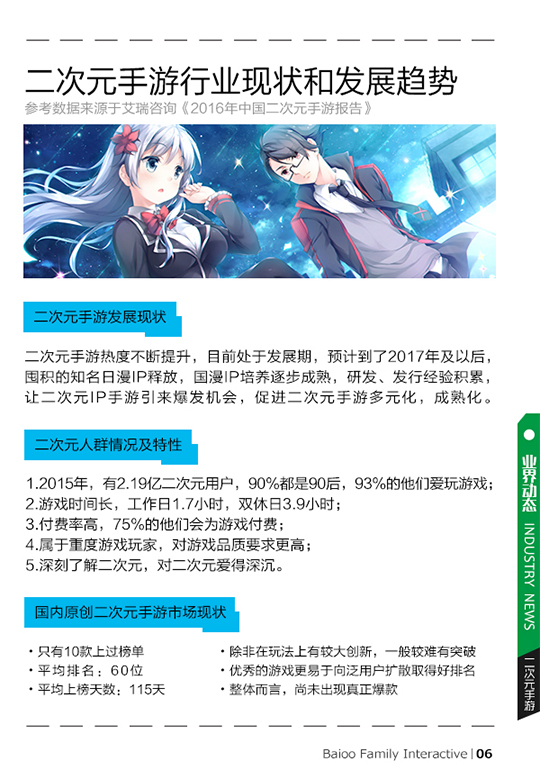 二次元手游行业现状和发展趋势
参考数据来源于艾瑞咨询《2016年中国二次元手游报告》
二次元手游发展现状
二次元手游热度不断提升，目前处于发展期，预计到了2017年及以后，
囤积的知名日漫IP释放，国漫IP培养逐步成熟，研发、发行经验积累，
让二次元IP手游引来爆发机会，促进二次元手游多元化，成熟化。
二次元人群情况及特性
1.2015年，有2.19亿二次元用户，90%都是90后，93%的他们爱玩游戏；
2.游戏时间长，工作日1.7小时，双休日3.9小时；
3.付费率高，75%的他们会为游戏付费；
4.属于重度游戏玩家，对游戏品质要求更高；
5.深刻了解二次元，对二次元爱得深沉。
国内原创二次元手游市场现状
·只有10款上过榜单
·平均排名：60位
·平均上榜天数：115天
·除非在玩法上有较大创新，一般较难有突破
·优秀的游戏更易于向泛用户扩散取得好排名
·整体而言，尚未出现真正爆款
业界动态 INDUSTRY NEWS
二次元手游
Baioo Family Interactive | 06